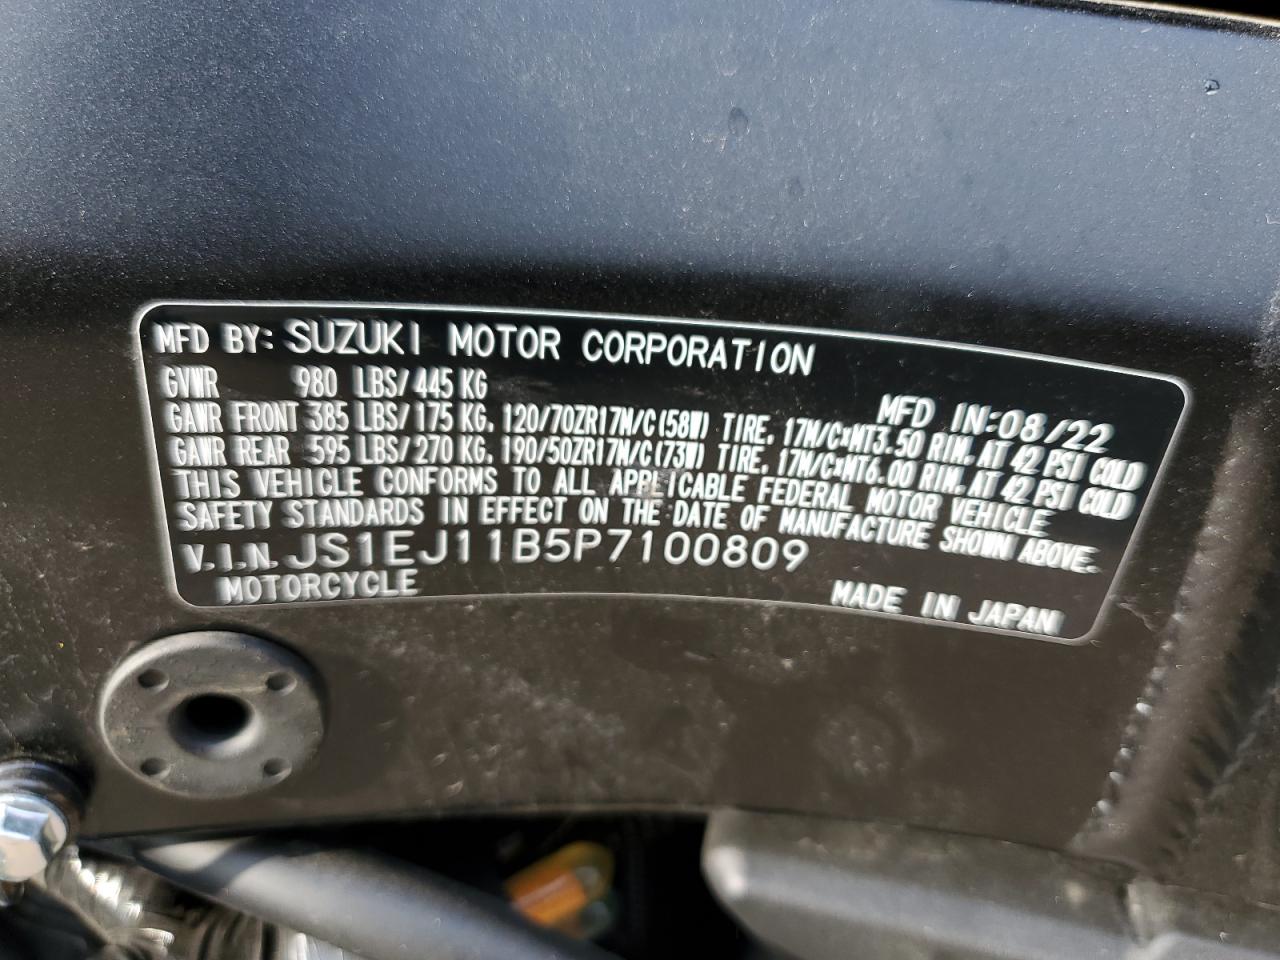 MFD BY: SUZUKI MOTOR CORPORATION
GVWR 980 LBS/445 KG MFD IN:08/22
GAWR FRONT 385 LBS/175 KG. 120/70ZR17M/C(58W) TIRE. 17M/C×MT3.50 RIM. AT 42 PSI COLD
GAWR REAR 595 LBS/270 KG. 190/50ZR17M/C(73W) TIRE. 17M/C×MT6.00 RIM. AT 42 PSI COLD
THIS VEHICLE CONFORMS TO ALL APPLICABLE FEDERAL MOTOR VEHICLE
SAFETY STANDARDS IN EFFECT ON THE DATE OF MANUFACTURE SHOWN ABOVE.
V.I.N. JS1EJ11B5P7100809
MOTORCYCLE MADE IN JAPAN